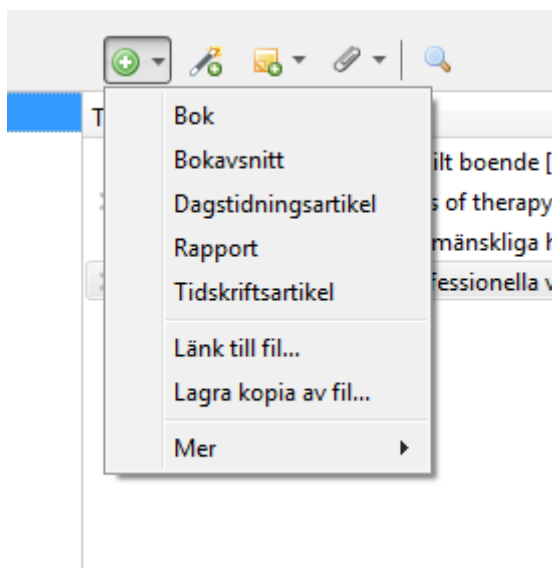 T
Bok
Bokavsnitt
ilt boende [
Dagstidningsartikel
s of therapy
Rapport
mänskliga h
Tidskriftsartikel
fessionella v
Länk till fil...
Lagra kopia av fil...
Mer